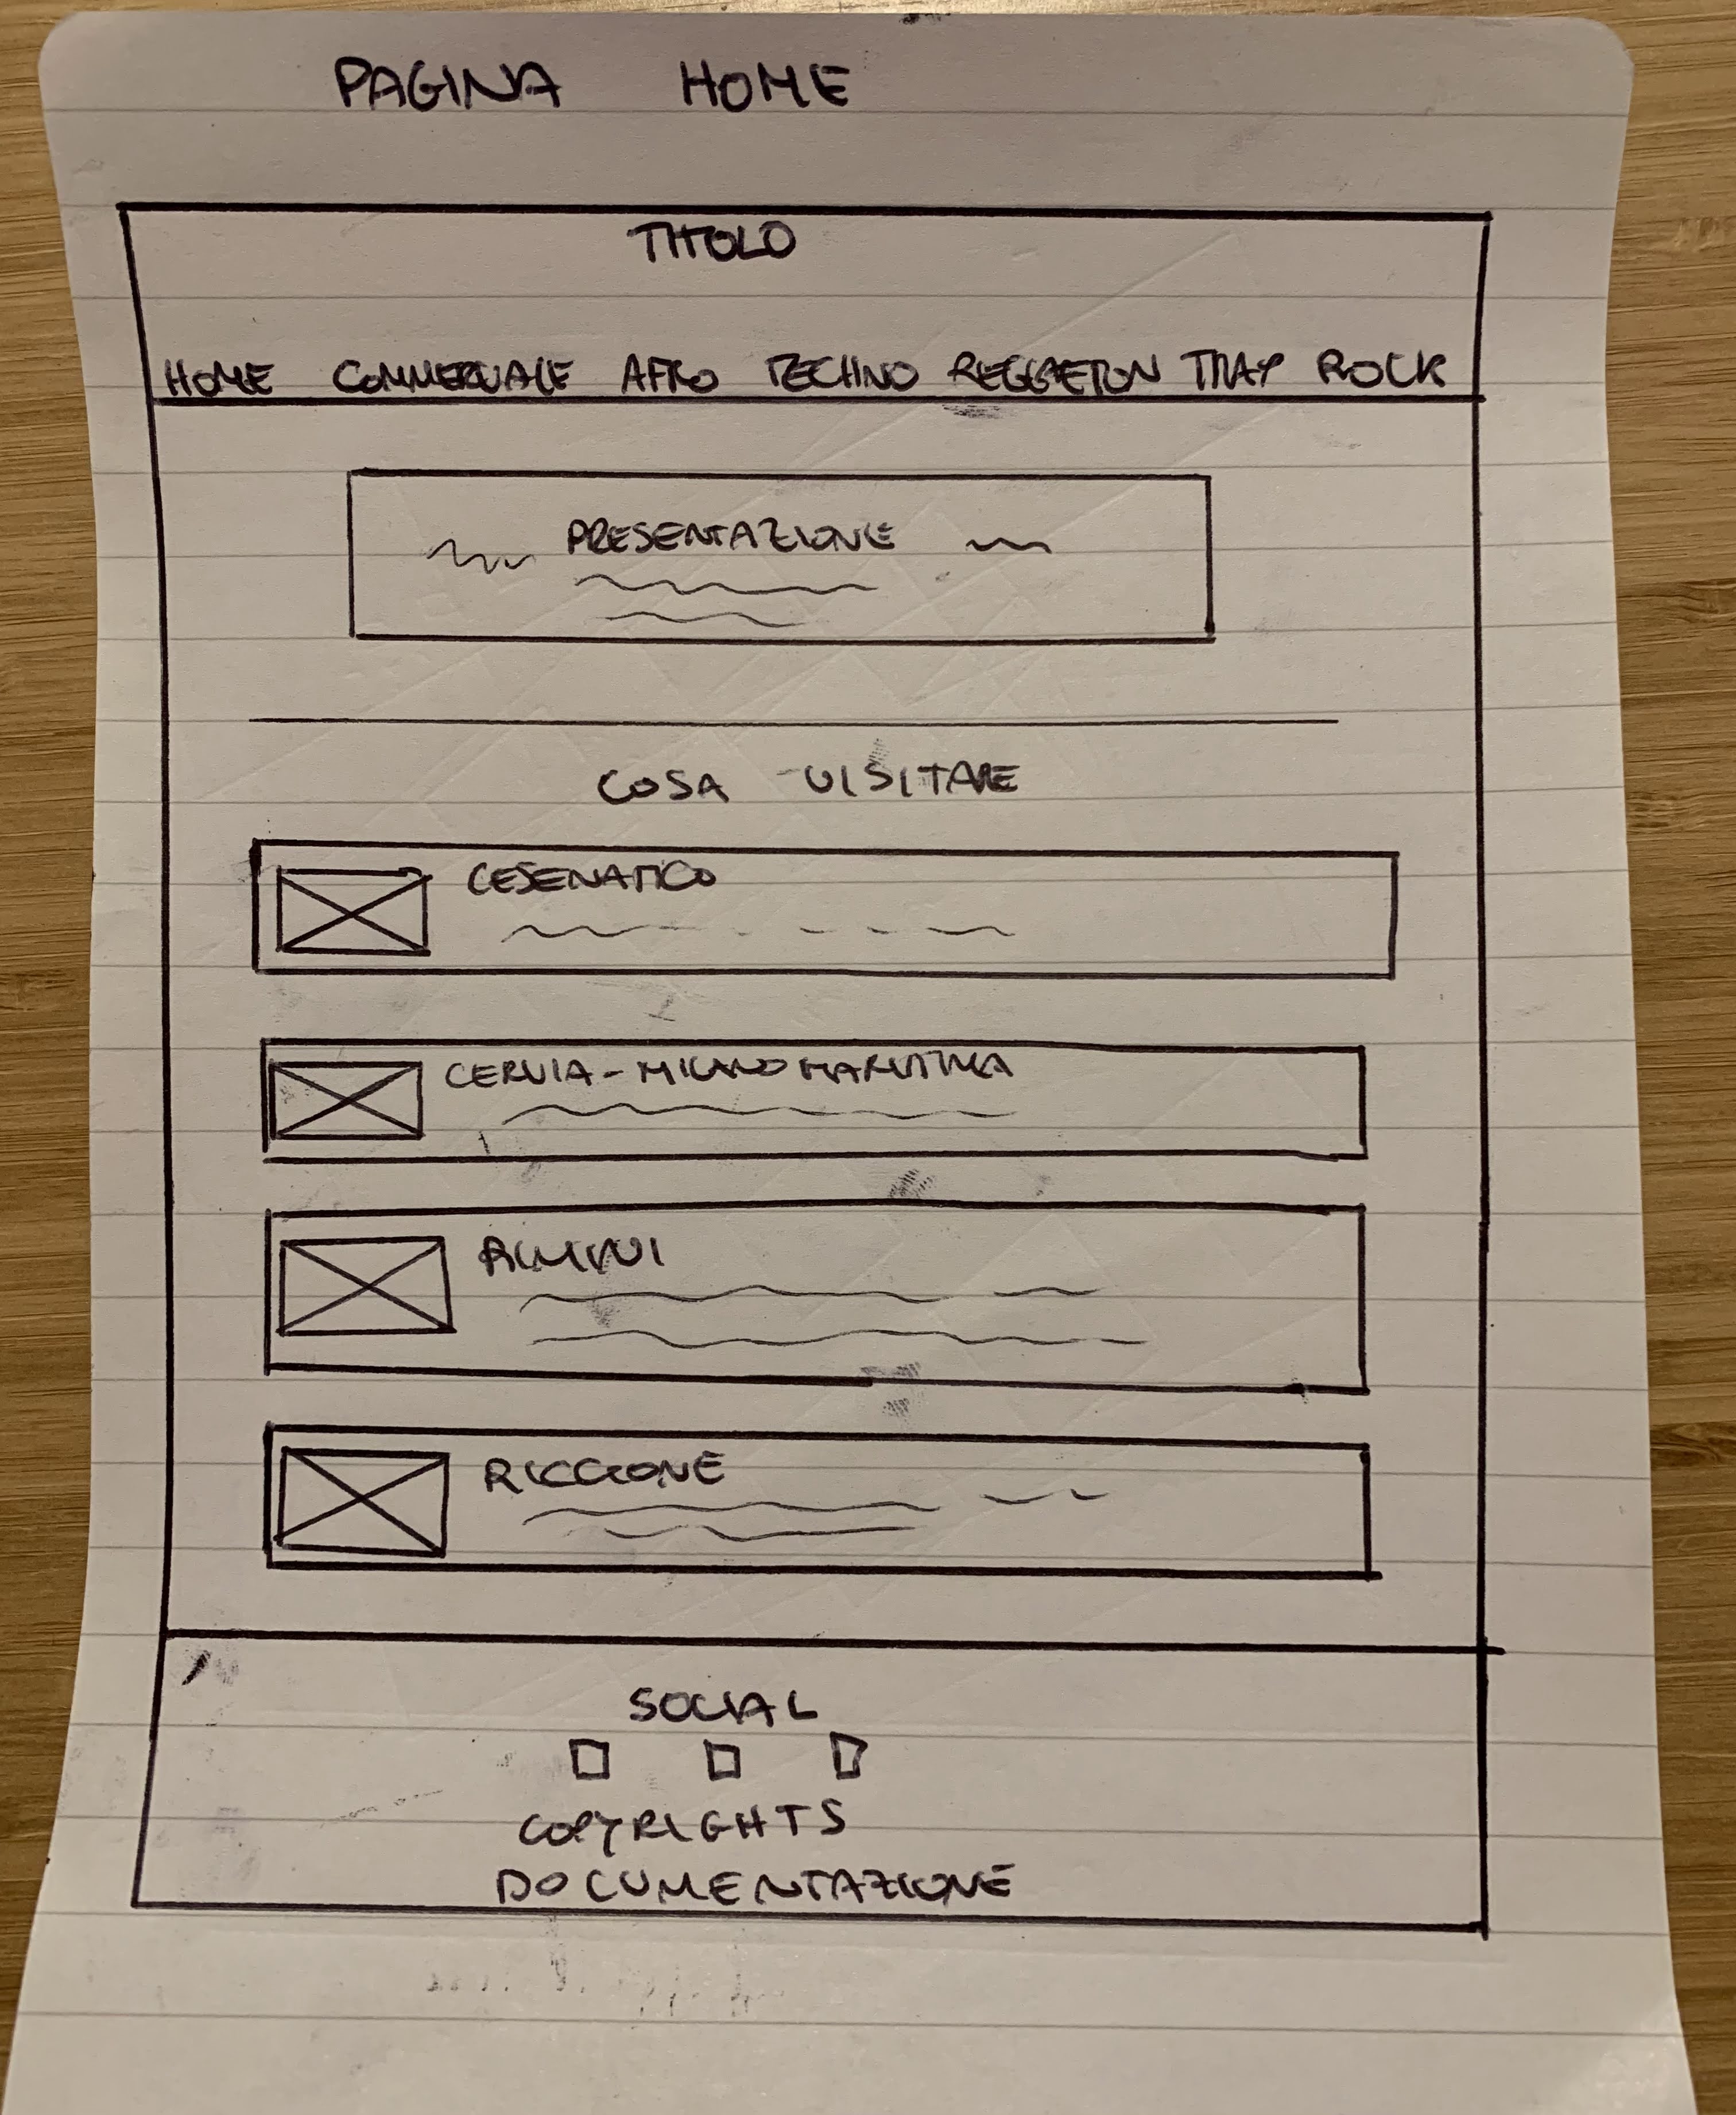 PAGINA HOME
TITOLO
HOME COMMERCIALE AFRO TECHNO REGGAETON TRAP ROCK
PRESENTAZIONE
COSA VISITARE
CESENATICO
CERVIA - MILANO MARITTIMA
RIMINI
RICCIONE
SOCIAL
COPYRIGHTS
DOCUMENTAZIONE